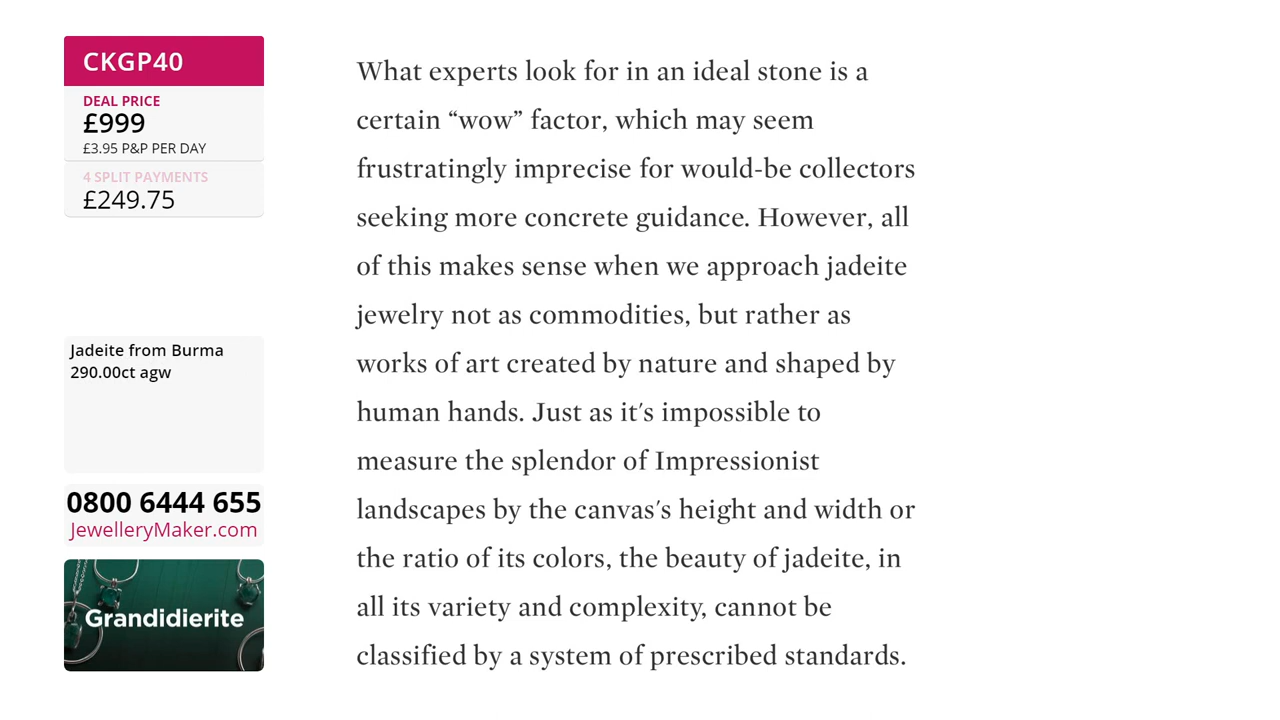 CKGP40
DEAL PRICE
£999
£3.95 P&P PER DAY
4 SPLIT PAYMENTS
£249.75
Jadeite from Burma
290.00ct agw
0800 6444 655
JewelleryMaker.com
Grandidierite
What experts look for in an ideal stone is a
certain “wow” factor, which may seem
frustratingly imprecise for would-be collectors
seeking more concrete guidance. However, all
of this makes sense when we approach jadeite
jewelry not as commodities, but rather as
works of art created by nature and shaped by
human hands. Just as it's impossible to
measure the splendor of Impressionist
landscapes by the canvas's height and width or
the ratio of its colors, the beauty of jadeite, in
all its variety and complexity, cannot be
classified by a system of prescribed standards.